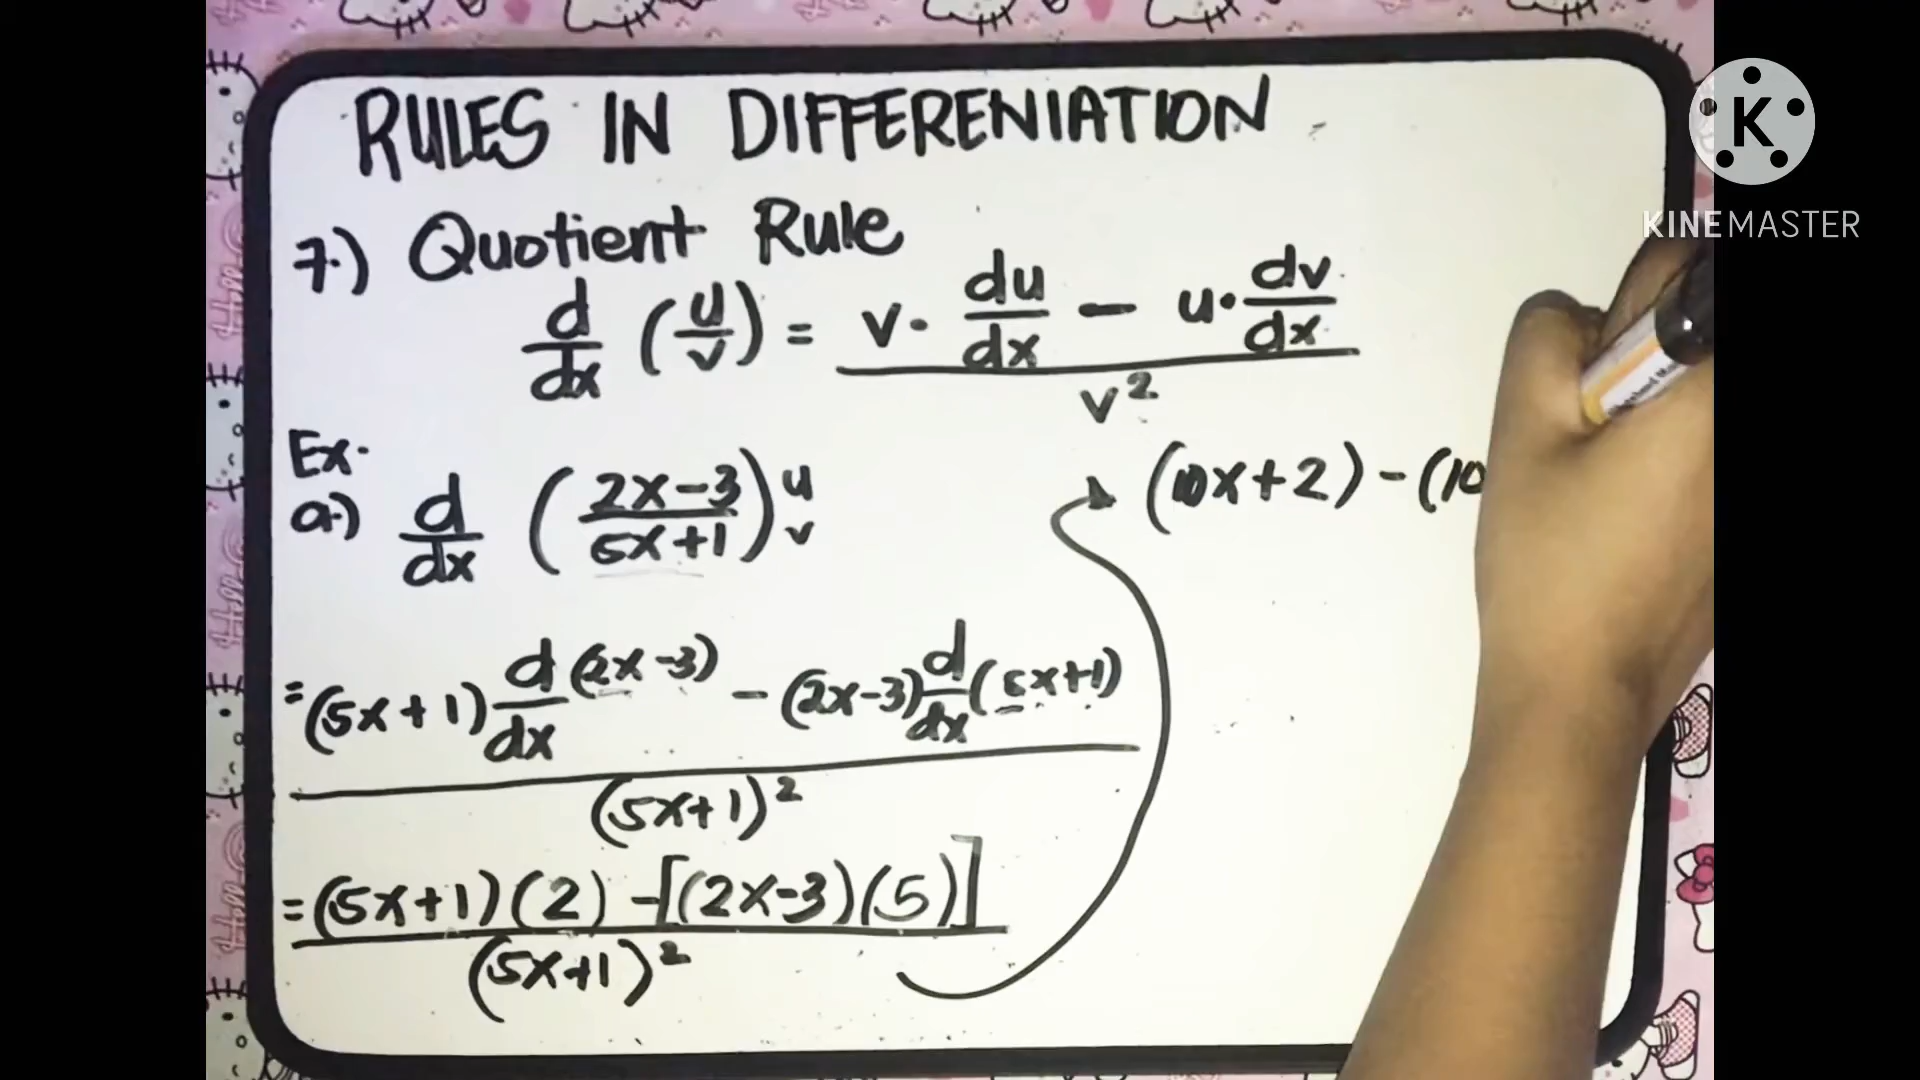 RULES IN DIFFERENIATION
KINEMASTER
7.) Quotient Rule
d/dx (u/v) = v · du/dx - u · dv/dx
v²
Ex.
a.) d/dx (2x-3/5x+1) u v
(10x+2) - (10
= (5x+1) d/dx (2x-3) - (2x-3) d/dx (5x+1)
(5x+1)²
= (5x+1)(2) - [(2x-3)(5)]
(5x+1)²